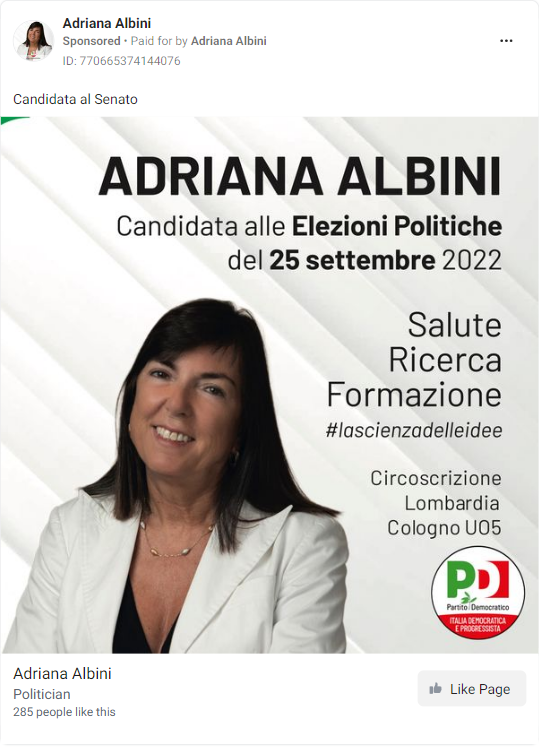 Adriana Albini
Sponsored • Paid for by Adriana Albini
ID: 770665374144076
Candidata al Senato
ADRIANA ALBINI
Candidata alle Elezioni Politiche
del 25 settembre 2022
Salute
Ricerca
Formazione
#lascienzadelleidee
Circoscrizione
Lombardia
Cologno U05
PD
Partito Democratico
ITALIA DEMOCRATICA
E PROGRESSISTA
Adriana Albini
Politician
285 people like this
Like Page